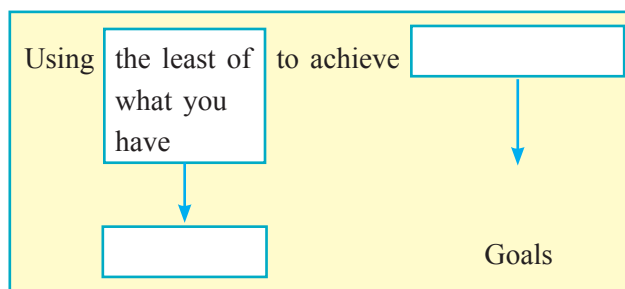 Using the least of to achieve
what you
have
Goals